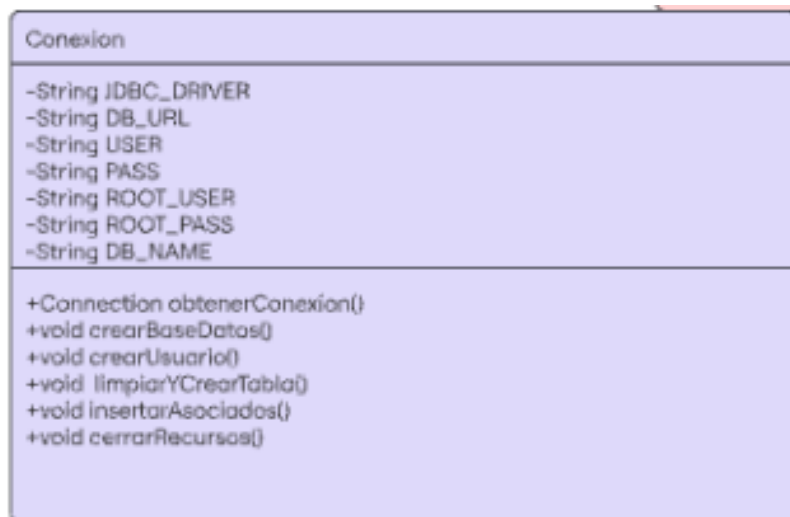 Conexion
-String JDBC_DRIVER
-String DB_URL
-String USER
-String PASS
-String ROOT_USER
-String ROOT_PASS
-String DB_NAME
+Connection obtenerConexion()
+void crearBaseDatos()
+void crearUsuario()
+void limpiarYCrearTabla()
+void insertarAsociados()
+void cerrarRecursos()